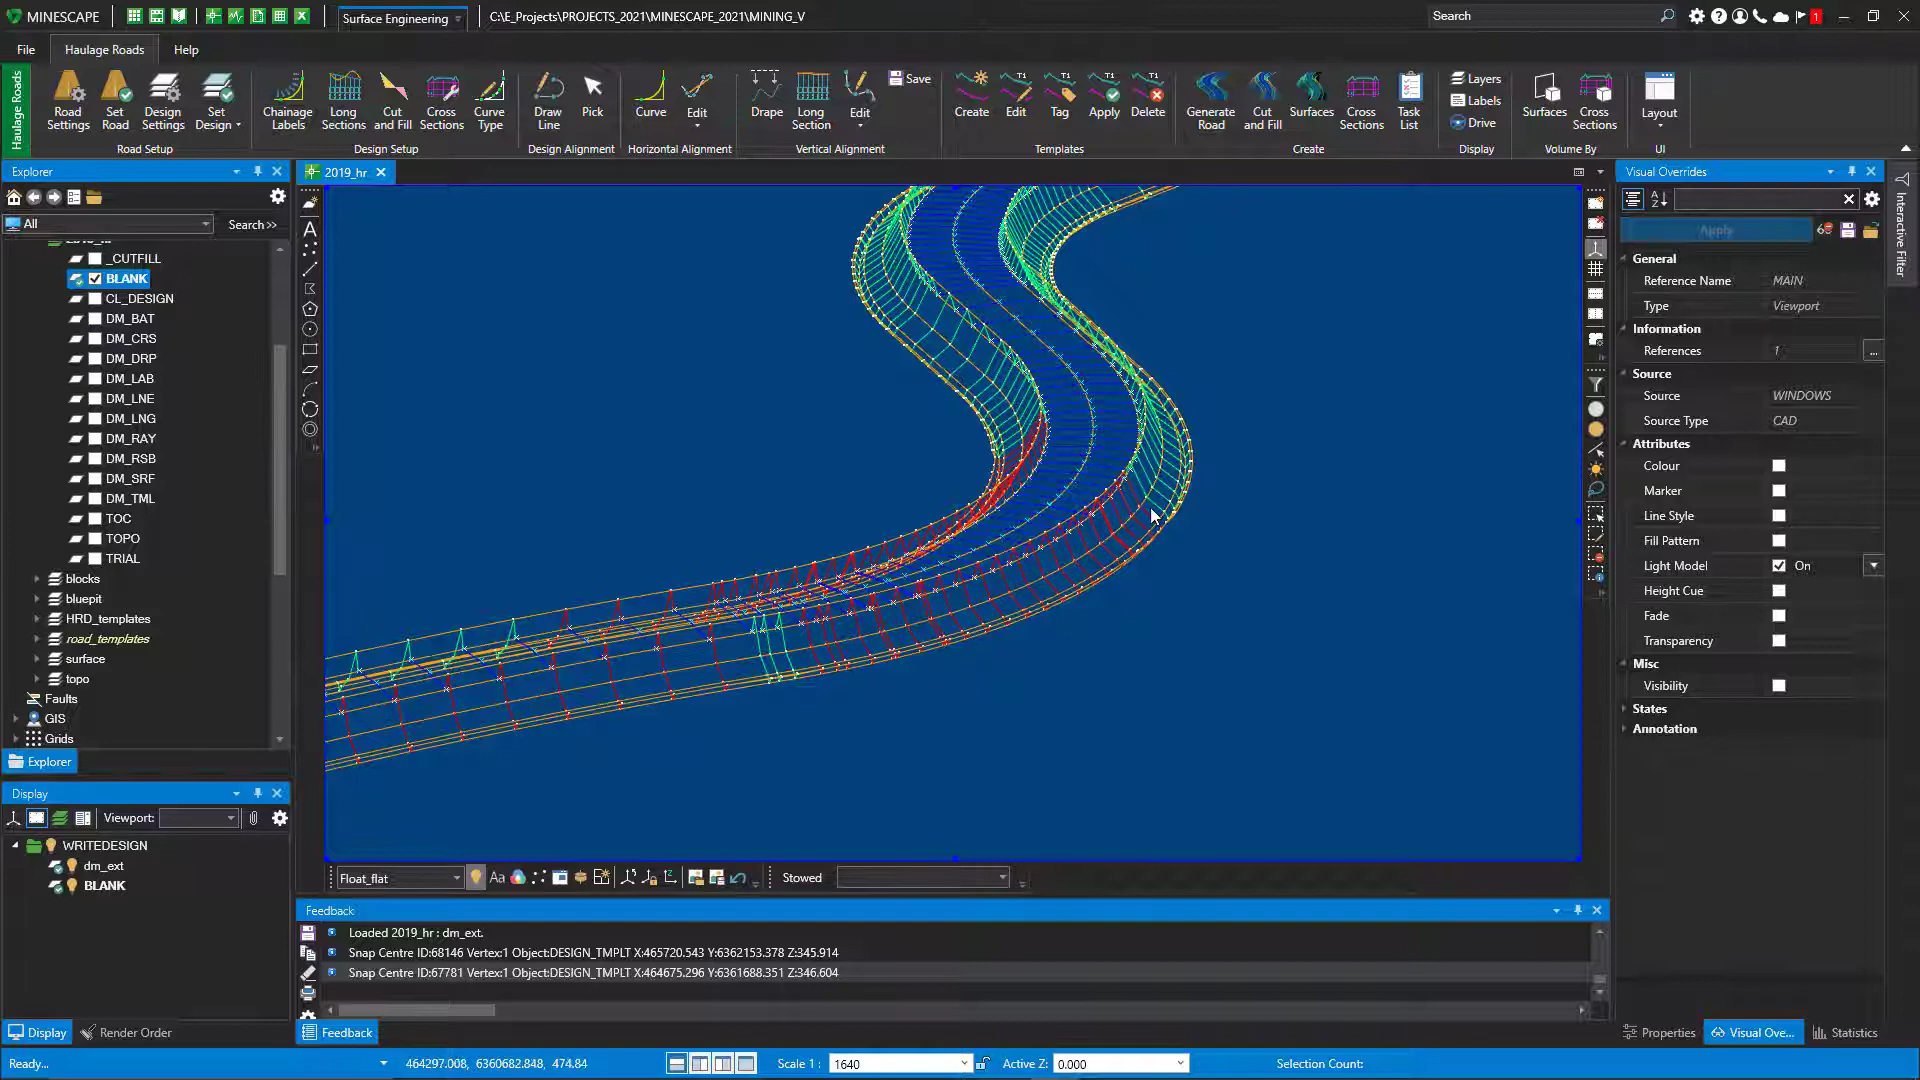 MINESCAPE
Surface Engineering
C:\E_Projects\PROJECTS_2021\MINESCAPE_2021\MINING_V
Search
1
File
Haulage Roads
Help
Haulage Roads
Road Settings
Set Road
Design Settings
Set Design
Chainage Labels
Long Sections
Cut and Fill
Cross Sections
Curve Type
Draw Line
Pick
Curve
Edit
Drape
Long Section
Edit
Save
Create
Edit
Tag
Apply
Delete
Generate Road
Cut and Fill
Surfaces
Cross Sections
Task List
Layers
Labels
Drive
Surfaces
Cross Sections
Layout
Road Setup
Design Setup
Design Alignment
Horizontal Alignment
Vertical Alignment
Templates
Create
Display
Volume By
UI
Explorer
All
Search>>
_CUTFILL
BLANK
CL_DESIGN
DM_BAT
DM_CRS
DM_DRP
DM_LAB
DM_LNE
DM_LNG
DM_RAY
DM_RSB
DM_SRF
DM_TML
TOC
TOPO
TRIAL
blocks
bluepit
HRD_templates
road_templates
surface
topo
Faults
GIS
Grids
Explorer
Display
Viewport:
WRITEDESIGN
dm_ext
BLANK
Display
Render Order
2019_hr
Float_flat
Aa
Stowed
Feedback
Loaded 2019_hr : dm_ext.
Snap Centre ID:68146 Vertex:1 Object:DESIGN_TMPLT X:465720.543 Y:6362153.378 Z:345.914
Snap Centre ID:67781 Vertex:1 Object:DESIGN_TMPLT X:464675.296 Y:6361688.351 Z:346.604
Feedback
Visual Overrides
Apply
General
Reference Name MAIN
Type Viewport
Information
References 1
...
Source
Source WINDOWS
Source Type CAD
Attributes
Colour
Marker
Line Style
Fill Pattern
Light Model On
Height Cue
Fade
Transparency
Misc
Visibility
States
Annotation
Interactive Filter
Properties
Visual Ove...
Statistics
Ready...
464297.008, 6360682.848, 474.84
Scale 1 : 1640
Active Z: 0.000
Selection Count: